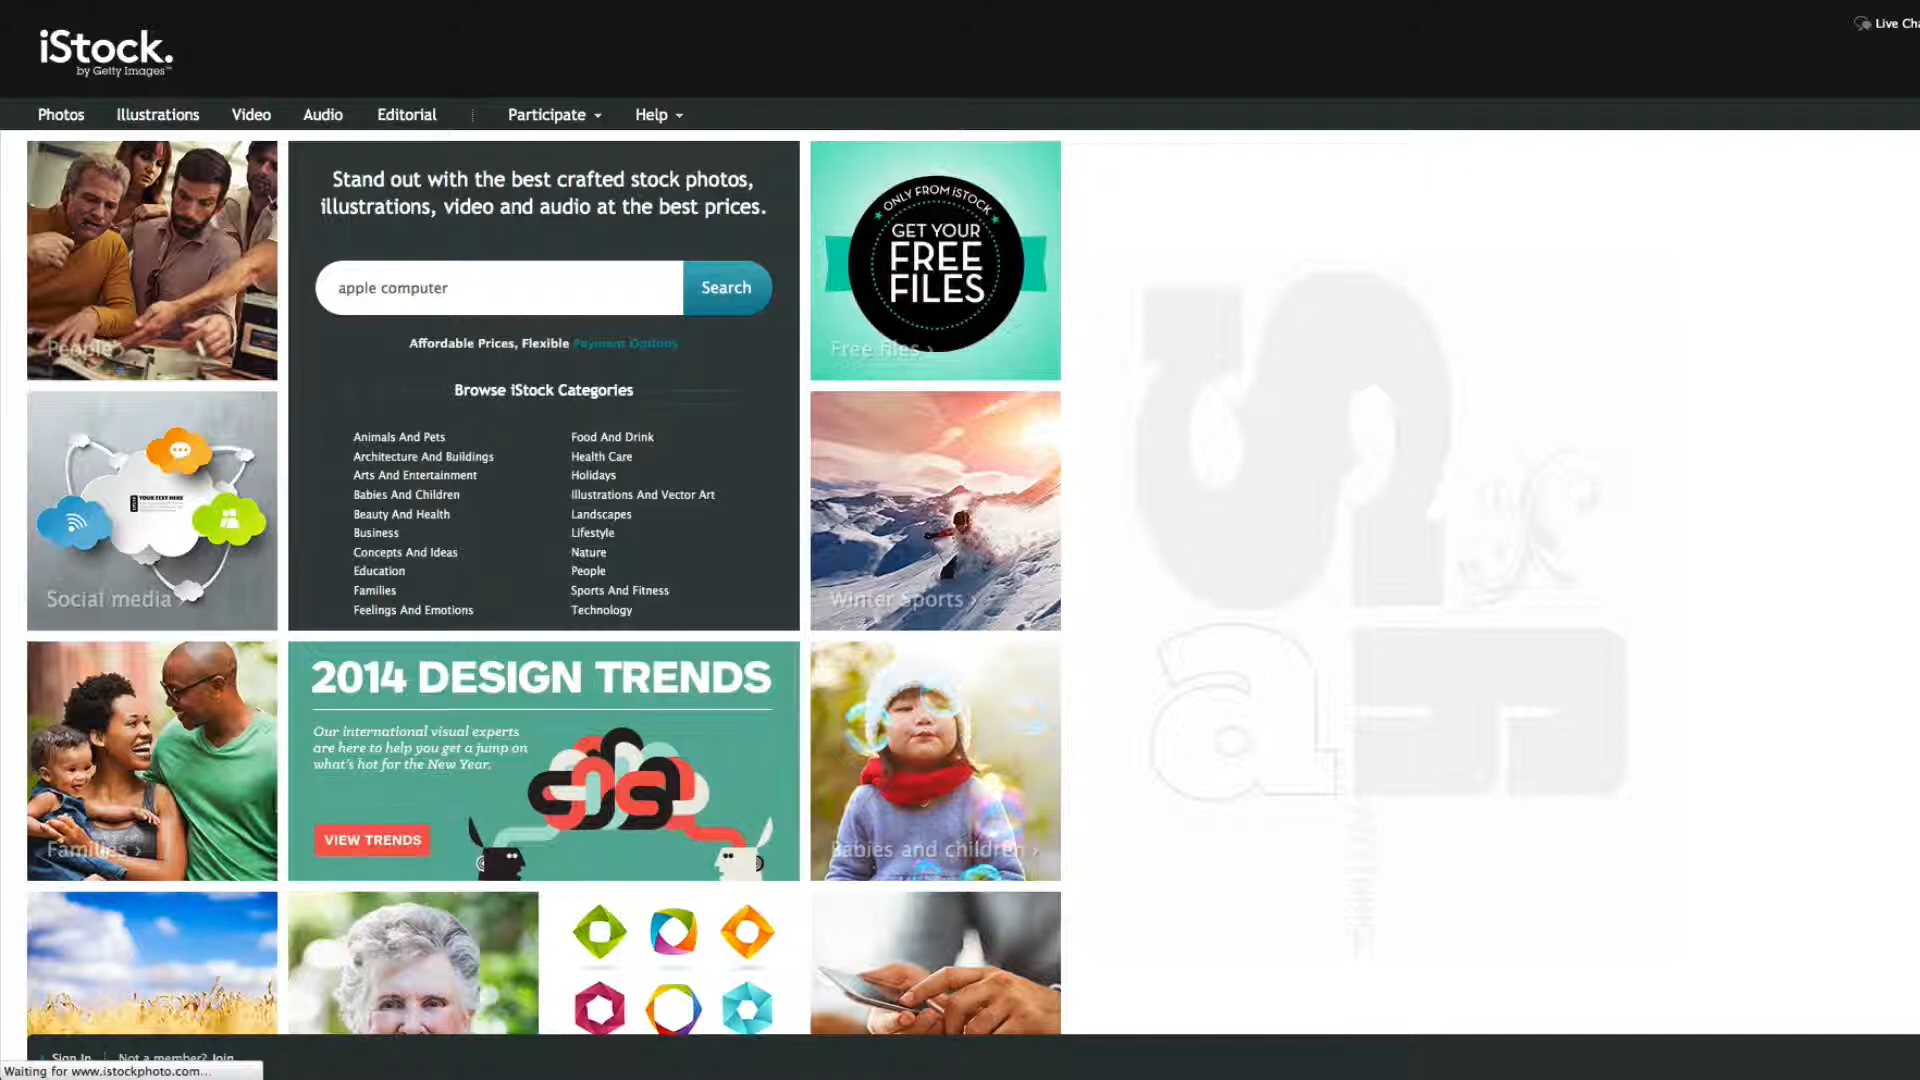 Live Cha
iStock.
by Getty Images™
Photos Illustrations Video Audio Editorial Participate Help
Stand out with the best crafted stock photos,
illustrations, video and audio at the best prices.
apple computer
Search
Affordable Prices, Flexible Payment Options
Browse iStock Categories
Animals And Pets
Architecture And Buildings
Arts And Entertainment
Babies And Children
Beauty And Health
Business
Concepts And Ideas
Education
Families
Feelings And Emotions
Food And Drink
Health Care
Holidays
Illustrations And Vector Art
Landscapes
Lifestyle
Nature
People
Sports And Fitness
Technology
People ›
ONLY FROM iSTOCK
GET YOUR
FREE
FILES
Free files ›
YOUR TEXT HERE
Social media ›
Winter Sports ›
Families ›
2014 DESIGN TRENDS
Our international visual experts
are here to help you get a jump on
what's hot for the New Year.
VIEW TRENDS
Babies and children ›
Sign In Not a member? Join
Waiting for www.istockphoto.com...